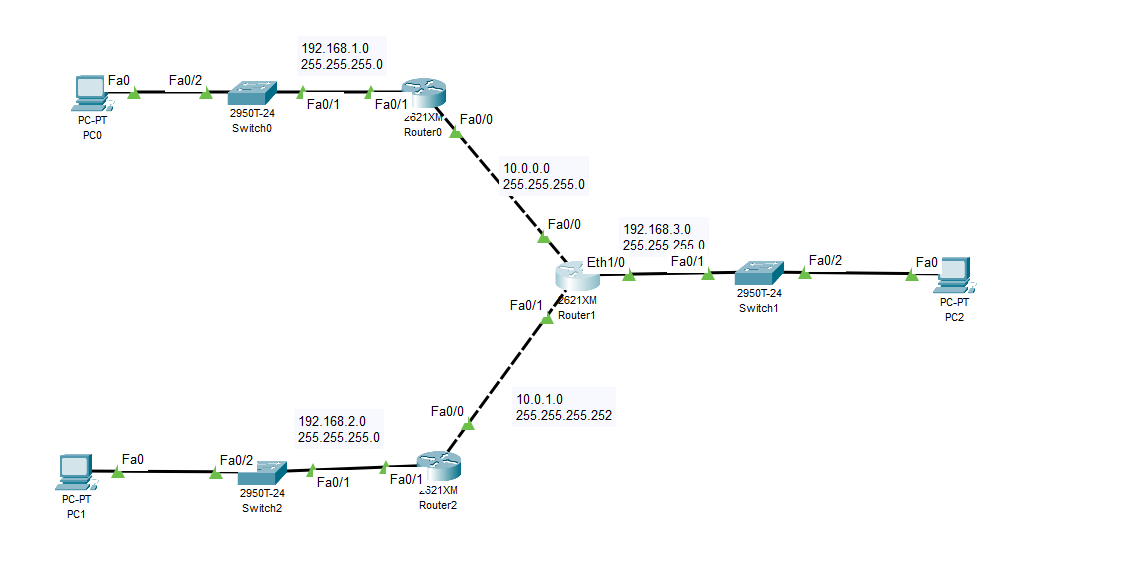 192.168.1.0
255.255.255.0
Fa0
Fa0/2
Fa0/1
Fa0/1
2950T-24
Switch0
PC-PT
PC0
2621XM
Router0
Fa0/0
10.0.0.0
255.255.255.0
Fa0/0
192.168.3.0
255.255.255.0
Eth1/0
Fa0/1
Fa0/2
Fa0
2621XM
Router1
2950T-24
Switch1
PC-PT
PC2
Fa0/1
10.0.1.0
255.255.255.252
Fa0/0
192.168.2.0
255.255.255.0
Fa0
Fa0/2
Fa0/1
Fa0/1
PC-PT
PC1
2950T-24
Switch2
2621XM
Router2